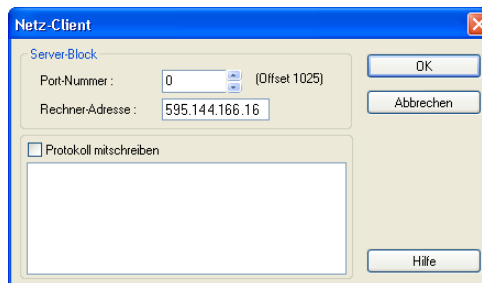 Netz-Client
Server-Block
OK
Port-Nummer : 0 (Offset 1025)
Abbrechen
Rechner-Adresse : 595.144.166.16
Protokoll mitschreiben
Hilfe